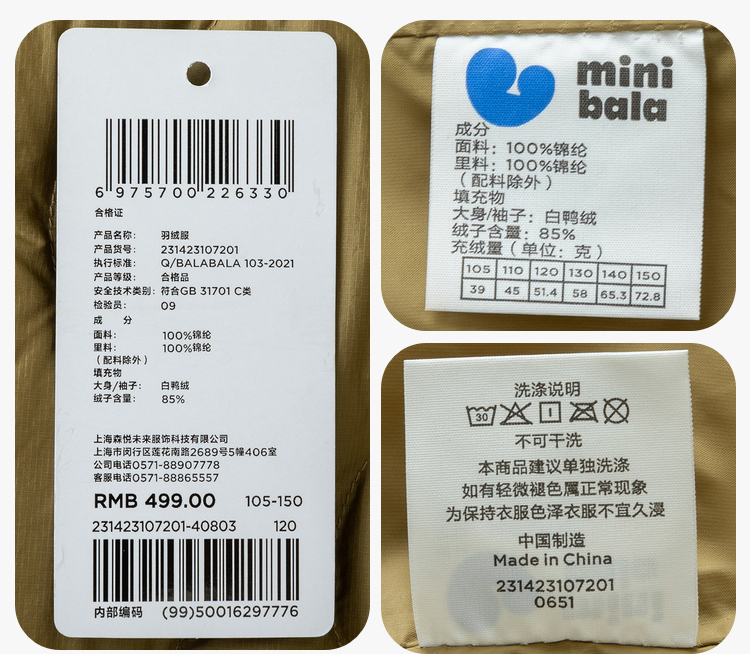 6 975700 226330
合格证
产品名称： 羽绒服
产品货号： 231423107201
执行标准： Q/BALABALA 103-2021
产品等级： 合格品
安全技术类别：符合GB 31701 C类
检验员： 09
成 分
面料： 100%锦纶
里料： 100%锦纶
（配料除外）
填充物
大身/袖子： 白鸭绒
绒子含量： 85%
上海森悦未来服饰科技有限公司
上海市闵行区莲花南路2689号5幢406室
公司电话0571-88907778
客服电话0571-88865557
RMB 499.00 105-150
231423107201-40803 120
内部编码 (99)50016297776
mini
bala
成分
面料：100%锦纶
里料：100%锦纶
（配料除外）
填充物
大身/袖子：白鸭绒
绒子含量：85%
充绒量（单位：克）
105 110 120 130 140 150
39 45 51.4 58 65.3 72.8
洗涤说明
30
不可干洗
本商品建议单独洗涤
如有轻微褪色属正常现象
为保持衣服色泽衣服不宜久浸
中国制造
Made in China
231423107201
0651